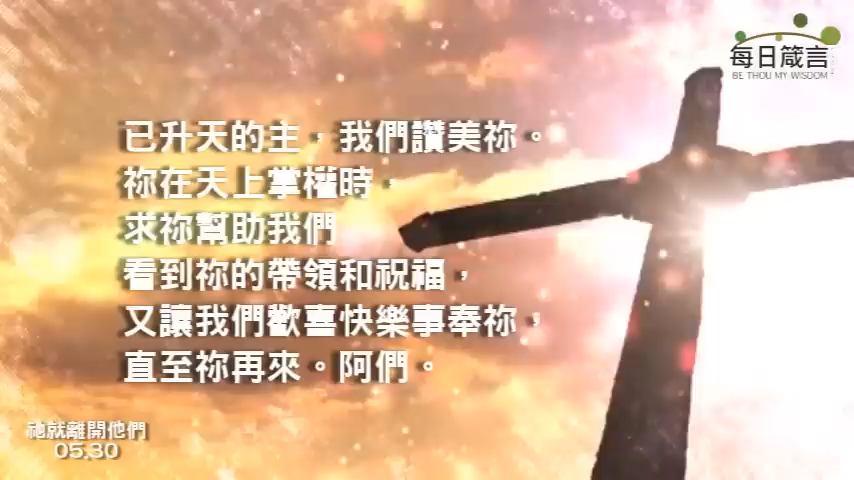 每日箴言
BE THOU MY WISDOM
已升天的主，我們讚美祢。
祢在天上掌權時，
求祢幫助我們
看到祢的帶領和祝福，
又讓我們歡喜快樂事奉祢，
直至祢再來。阿們。
祂就離開他們
05.30